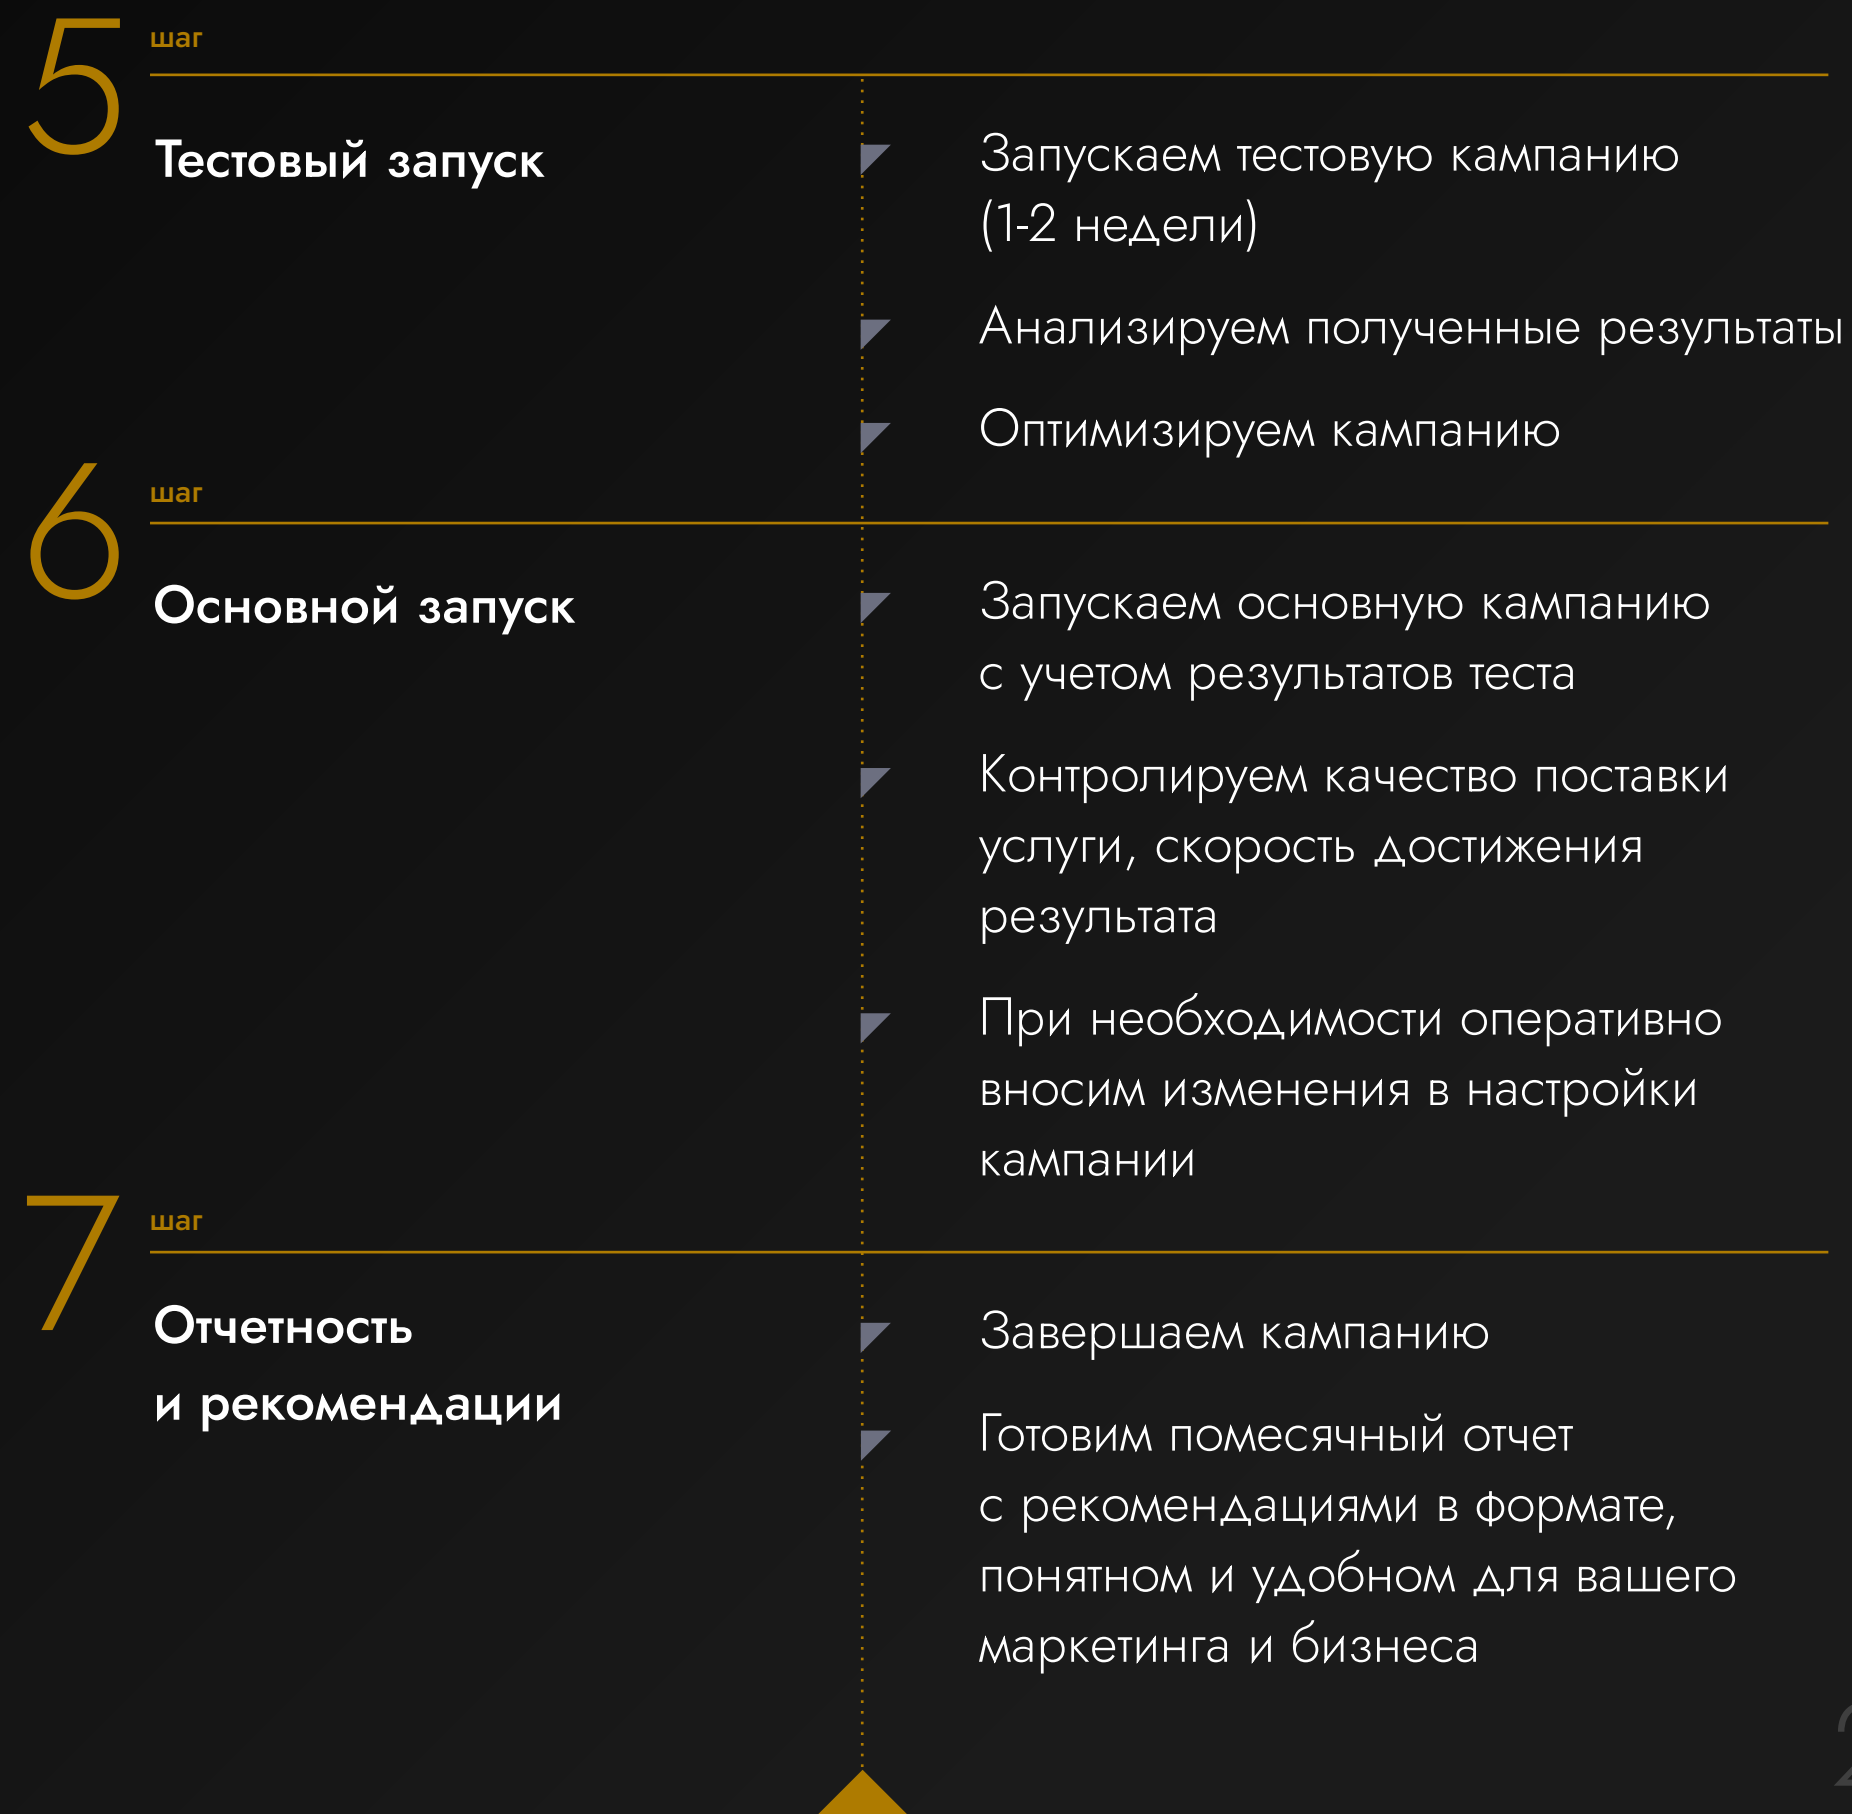 5 шаг
Тестовый запуск
Запускаем тестовую кампанию
(1-2 недели)
Анализируем полученные результаты
Оптимизируем кампанию
6 шаг
Основной запуск
Запускаем основную кампанию
с учетом результатов теста
Контролируем качество поставки
услуги, скорость достижения
результата
При необходимости оперативно
вносим изменения в настройки
кампании
7 шаг
Отчетность
и рекомендации
Завершаем кампанию
Готовим помесячный отчет
с рекомендациями в формате,
понятном и удобном для вашего
маркетинга и бизнеса